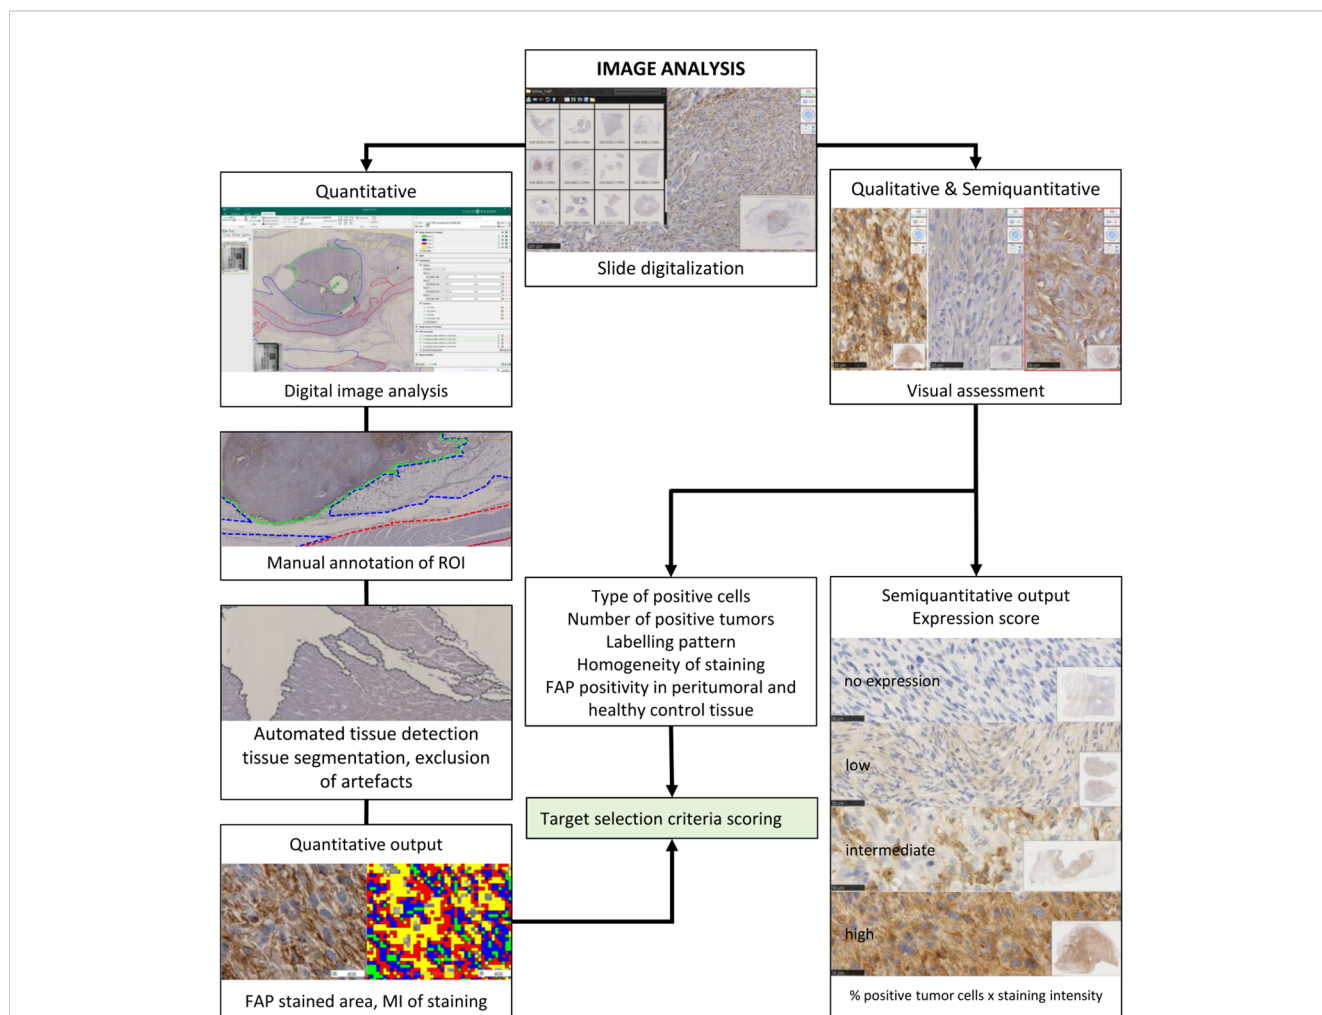 IMAGE ANALYSIS
Slide digitalization
Quantitative
Digital image analysis
Manual annotation of ROI
Automated tissue detection
tissue segmentation, exclusion
of artefacts
Quantitative output
FAP stained area, MI of staining
Qualitative & Semiquantitative
Visual assessment
Type of positive cells
Number of positive tumors
Labelling pattern
Homogeneity of staining
FAP positivity in peritumoral and
healthy control tissue
Target selection criteria scoring
Semiquantitative output
Expression score
no expression
low
intermediate
high
% positive tumor cells x staining intensity